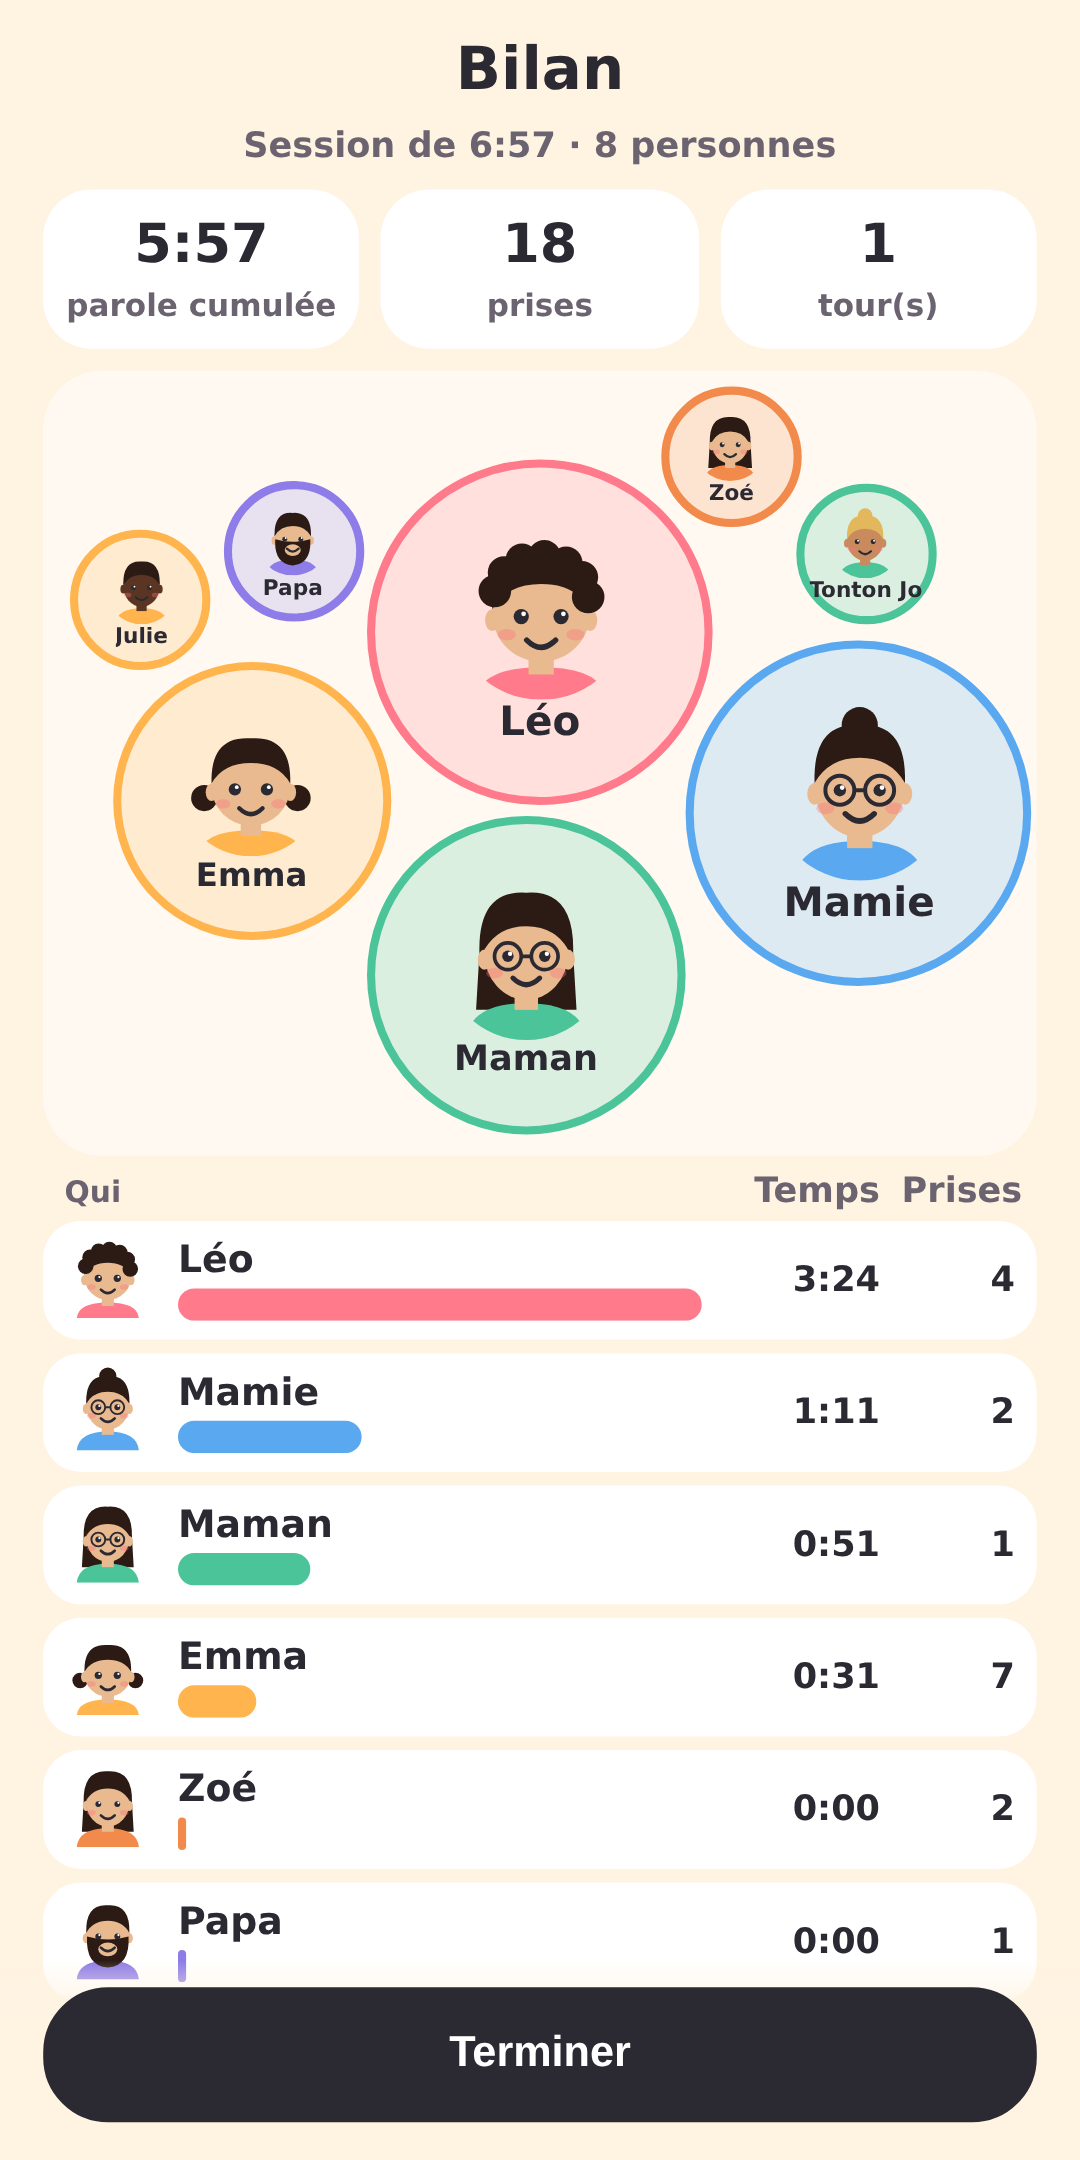 Bilan
Session de 6:57 · 8 personnes
5:57
parole cumulée
18
prises
1
tour(s)
Zoé
Papa
Tonton Jo
Julie
Léo
Emma
Mamie
Maman
Qui Temps Prises
Léo 3:24 4
Mamie 1:11 2
Maman 0:51 1
Emma 0:31 7
Zoé 0:00 2
Papa 0:00 1
Terminer